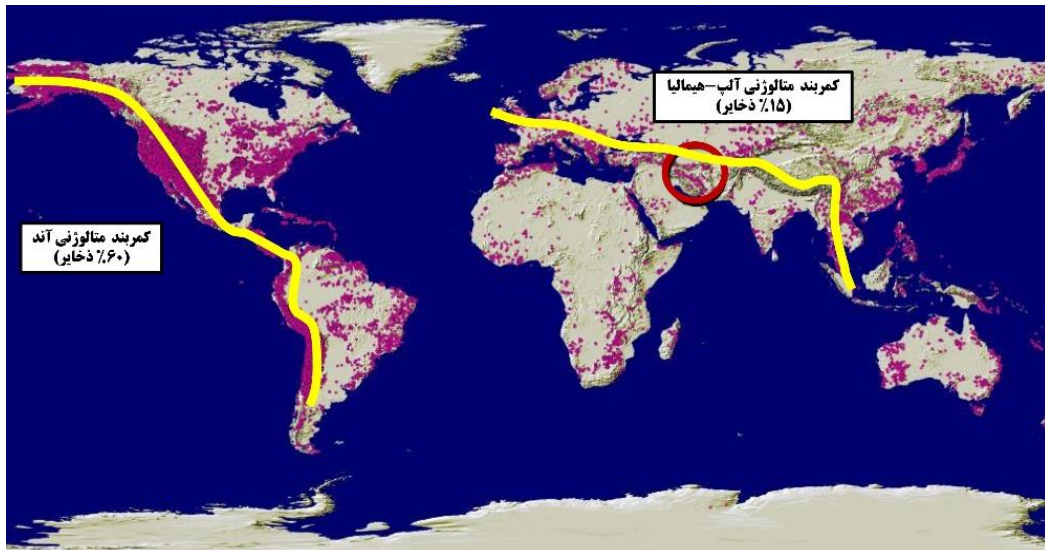 کمربند متالوژنی آلپ-هیمالیا
(۱۵٪ ذخایر)
کمربند متالوژنی آند
(۶۰٪ ذخایر)